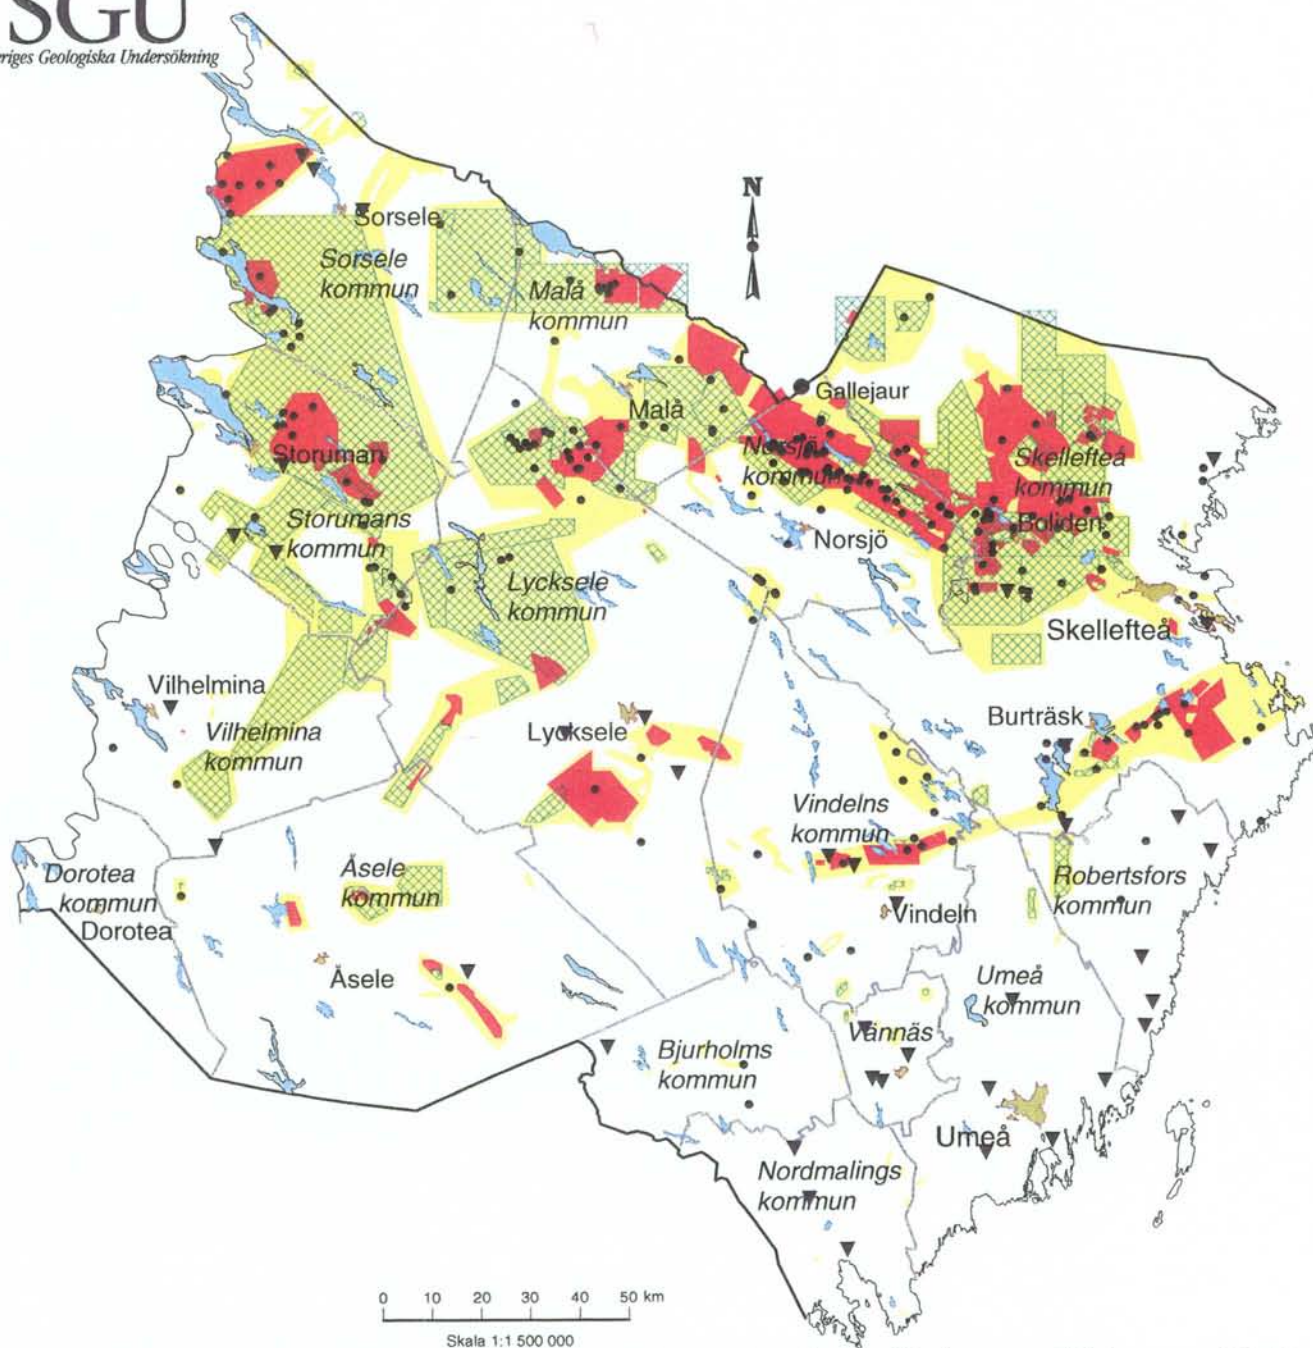 SGU
riges Geologiska Undersökning
N
Sorsele
Sorsele
kommun
Malå
kommun
Gallejaur
Malå
Norsjö
kommun
Skellefteå
kommun
Storuman
Storumans
kommun
Boliden
Norsjö
Lycksele
kommun
Skellefteå
Vilhelmina
Vilhelmina
kommun
Lycksele
Burträsk
Vindelns
kommun
Dorotea
kommun
Dorotea
Åsele
kommun
Robertsfors
kommun
Vindeln
Åsele
Umeå
kommun
Vännäs
Bjurholms
kommun
Umeå
Nordmalings
kommun
0 10 20 30 40 50 km
Skala 1:1 500 000